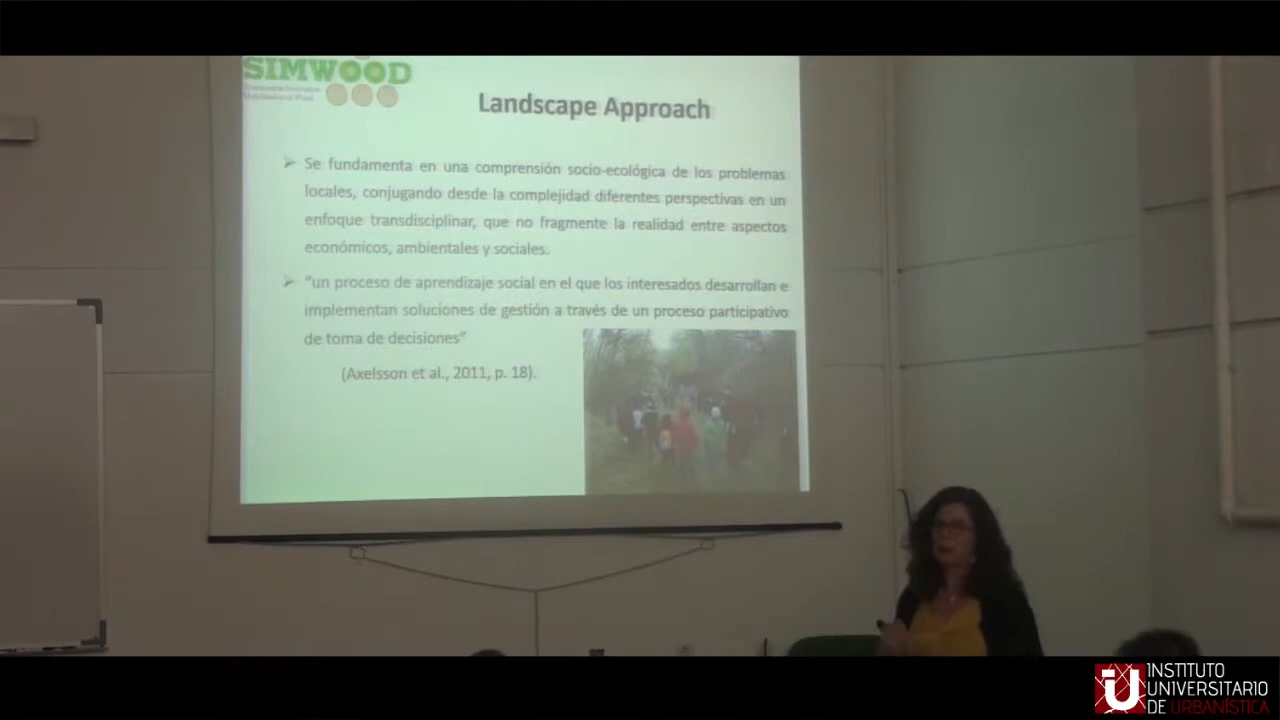 SIMWOOD
Landscape Approach
Se fundamenta en una comprensión socio-ecológica de los problemas
locales, conjugando desde la complejidad diferentes perspectivas en un
enfoque transdisciplinar, que no fragmente la realidad entre aspectos
económicos, ambientales y sociales.
"un proceso de aprendizaje social en el que los interesados desarrollan e
implementan soluciones de gestión a través de un proceso participativo
de toma de decisiones"
(Axelsson et al., 2011, p. 18).
INSTITUTO
UNIVERSITARIO
DE URBANÍSTICA